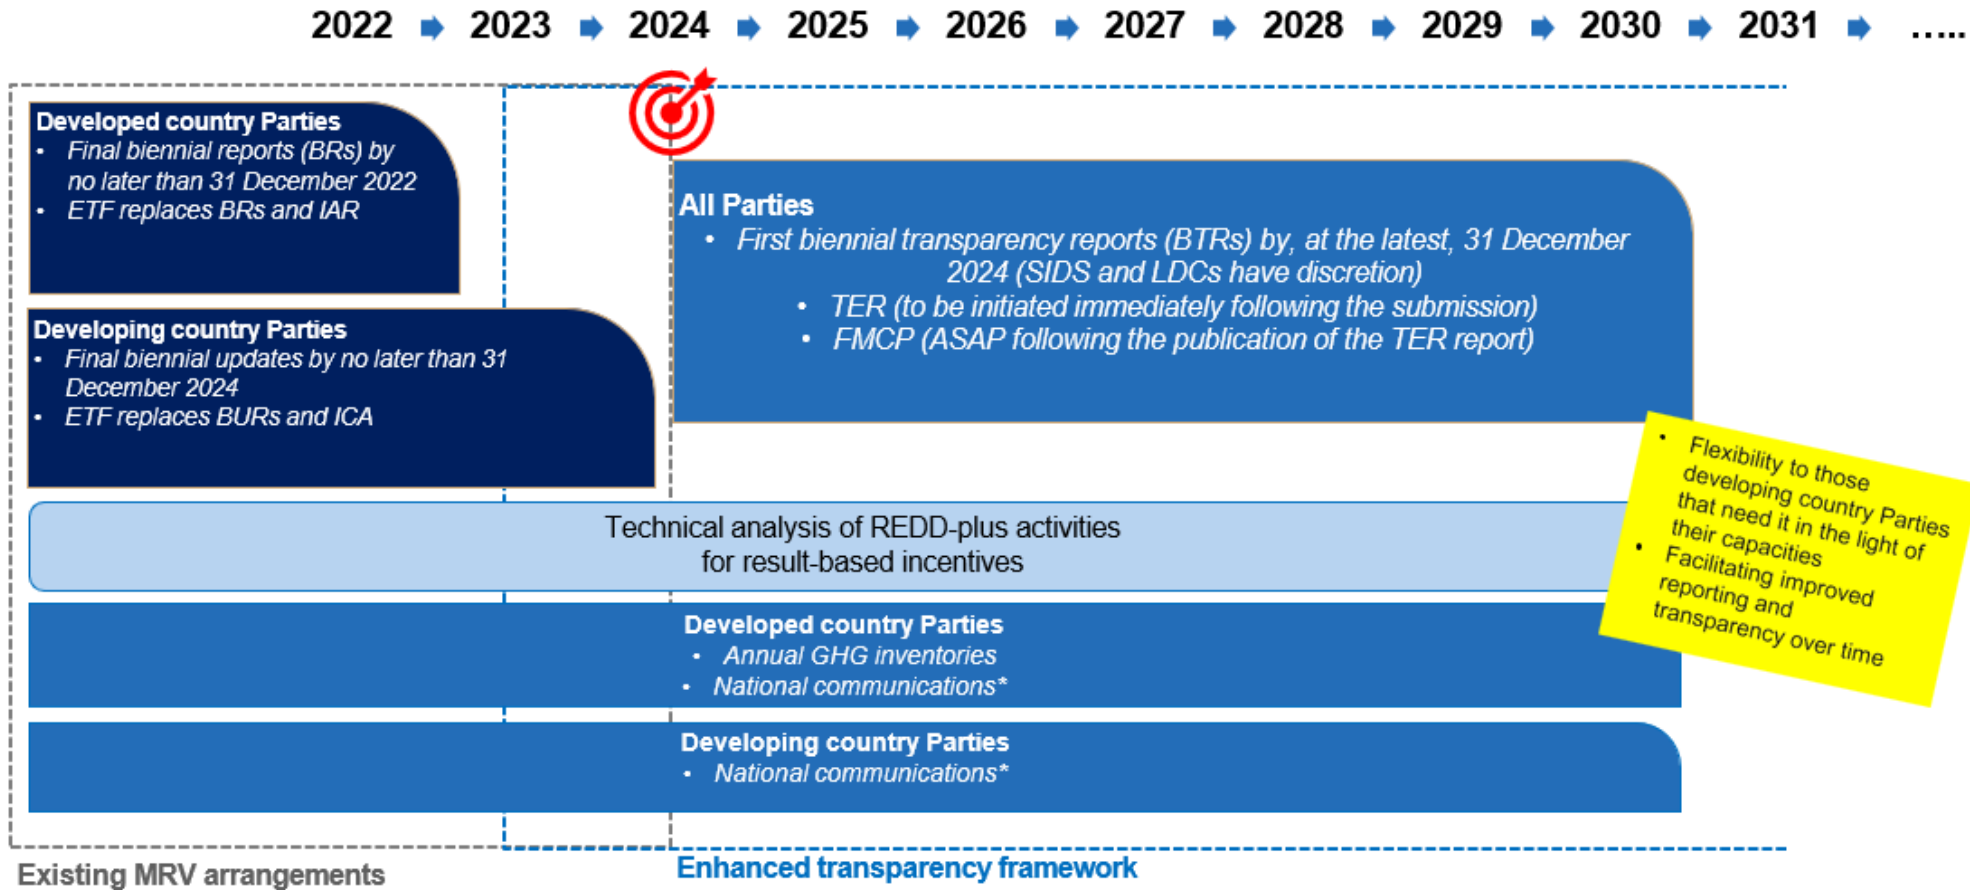 2022 2023 2024 2025 2026 2027 2028 2029 2030 2031 .....
Developed country Parties
• Final biennial reports (BRs) by
no later than 31 December 2022
• ETF replaces BRs and IAR
Developing country Parties
• Final biennial updates by no later than 31
December 2024
• ETF replaces BURs and ICA
All Parties
• First biennial transparency reports (BTRs) by, at the latest, 31 December
2024 (SIDS and LDCs have discretion)
• TER (to be initiated immediately following the submission)
• FMCP (ASAP following the publication of the TER report)
• Flexibility to those
developing country Parties
that need it in the light of
their capacities
• Facilitating improved
reporting and
transparency over time
Technical analysis of REDD-plus activities
for result-based incentives
Developed country Parties
• Annual GHG inventories
• National communications*
Developing country Parties
• National communications*
Existing MRV arrangements
Enhanced transparency framework